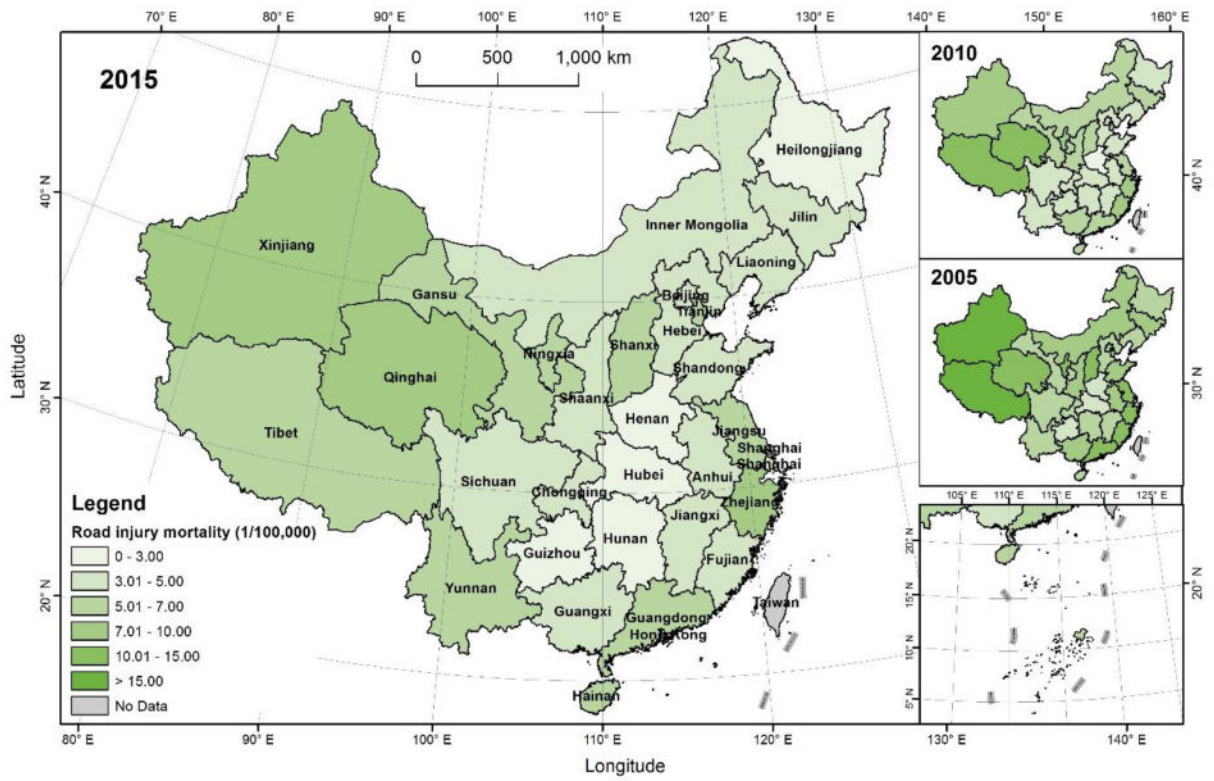 70° E 80° E 90° E 100° E 110° E 120° E 130° E 140° E 150° E 160° E
2015
0 500 1,000 km
2010
Heilongjiang
40° N
40° N
Jilin
Inner Mongolia
Xinjiang
Liaoning
2005
Gansu
Beijing
Tianjin
Hebei
Shanxi
Ningxia
Shandong
Qinghai
Latitude
30° N
30° N
Shaanxi
Henan
Tibet
Jiangsu
Shanghai
Shanghai
Hubei
Anhui
Sichuan
Chongqing
Zhejiang
Jiangxi
Hunan
Guizhou
Fujian
Yunnan
Taiwan
Guangxi
Guangdong
Hong Kong
Hainan
20° N
20° N
Legend
Road injury mortality (1/100,000)
0 - 3.00
3.01 - 5.00
5.01 - 7.00
7.01 - 10.00
10.01 - 15.00
> 15.00
No Data
105° E 110° E 115° E 120° E 125° E
20° N
15° N
10° N
5° N
80° E 90° E 100° E 110° E 120° E 130° E 140° E
Longitude